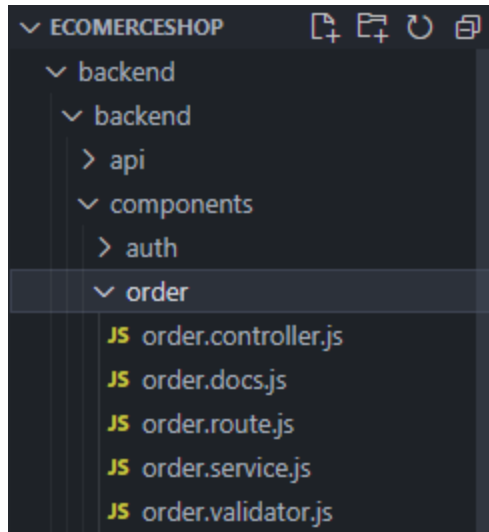 ECOMERCESHOP
backend
backend
api
components
auth
order
JS order.controller.js
JS order.docs.js
JS order.route.js
JS order.service.js
JS order.validator.js